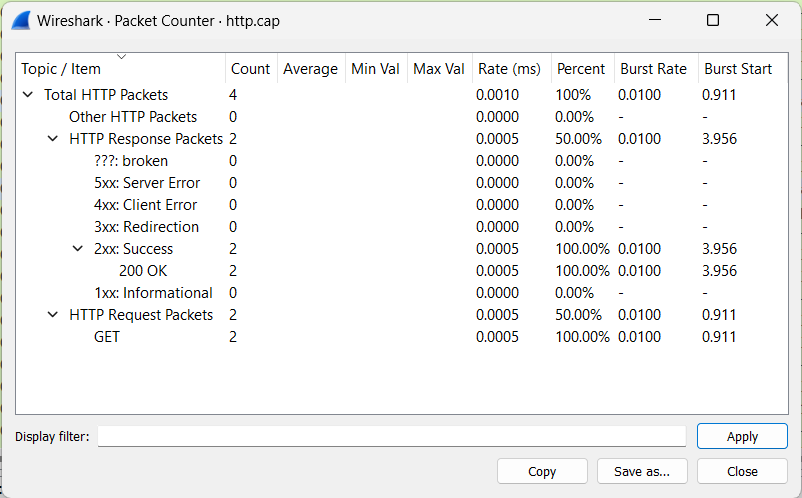 Wireshark · Packet Counter · http.cap
Topic / Item Count Average Min Val Max Val Rate (ms) Percent Burst Rate Burst Start
Total HTTP Packets 4 0.0010 100% 0.0100 0.911
Other HTTP Packets 0 0.0000 0.00% - -
HTTP Response Packets 2 0.0005 50.00% 0.0100 3.956
???: broken 0 0.0000 0.00% - -
5xx: Server Error 0 0.0000 0.00% - -
4xx: Client Error 0 0.0000 0.00% - -
3xx: Redirection 0 0.0000 0.00% - -
2xx: Success 2 0.0005 100.00% 0.0100 3.956
200 OK 2 0.0005 100.00% 0.0100 3.956
1xx: Informational 0 0.0000 0.00% - -
HTTP Request Packets 2 0.0005 50.00% 0.0100 0.911
GET 2 0.0005 100.00% 0.0100 0.911
Display filter: Apply
Copy Save as... Close